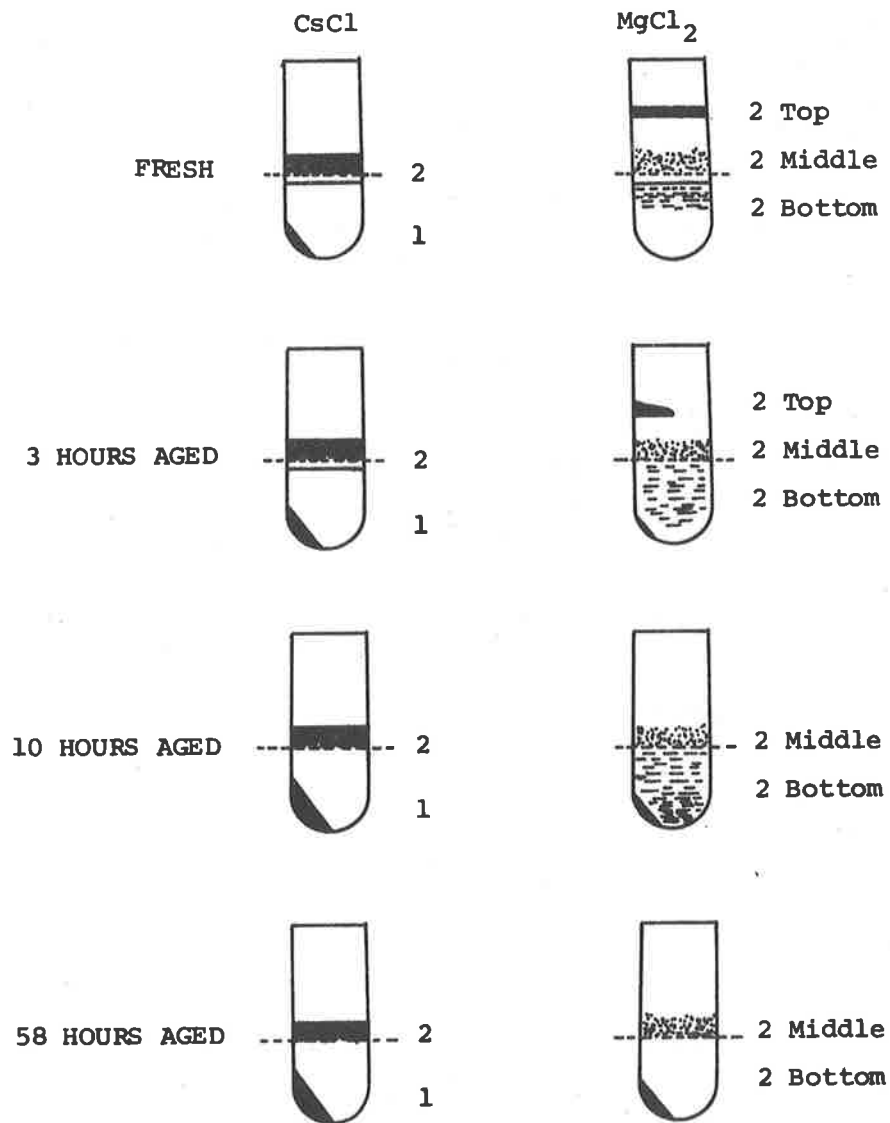 CsCl MgCl2
2 Top
FRESH 2 2 Middle
1 2 Bottom
2 Top
3 HOURS AGED 2 2 Middle
1 2 Bottom
10 HOURS AGED 2 2 Middle
1 2 Bottom
58 HOURS AGED 2 2 Middle
1 2 Bottom